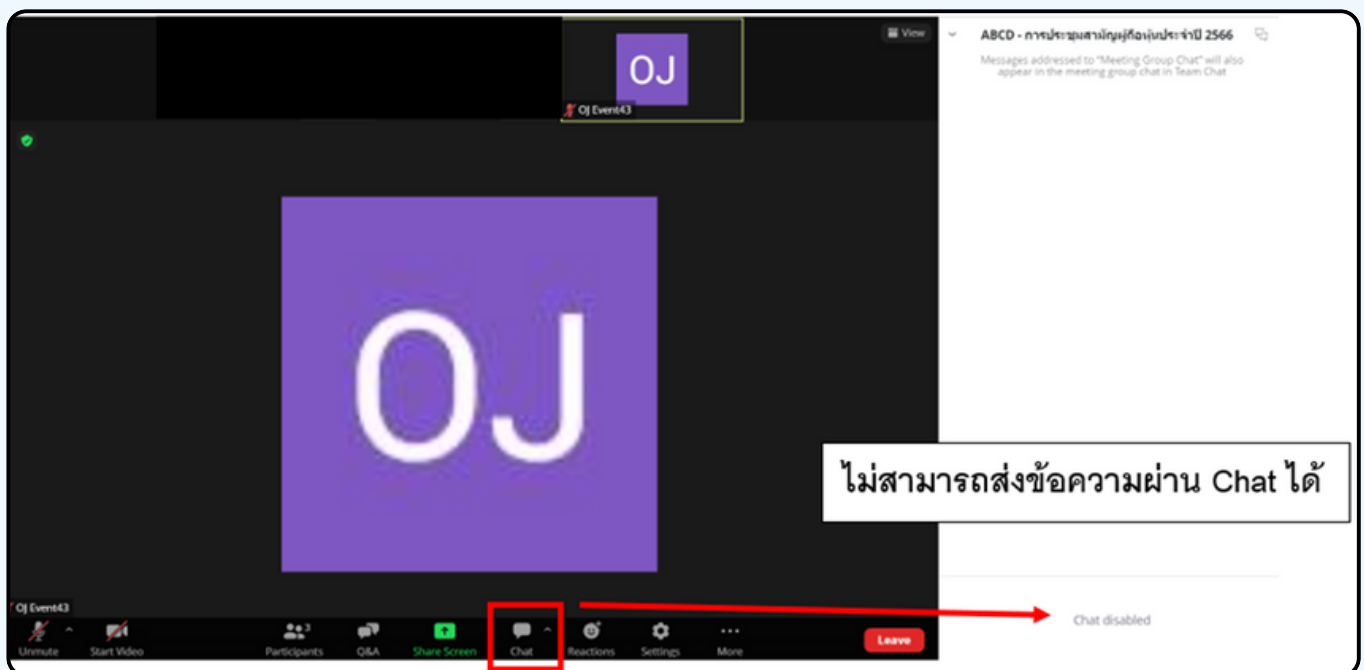 View
ABCD - การประชุมสามัญผู้ถือหุ้นประจำปี 2566
Messages addressed to "Meeting Group Chat" will also
appear in the meeting group chat in Team Chat
OJ
OJ Event43
OJ
ไม่สามารถส่งข้อความผ่าน Chat ได้
OJ Event43
Chat disabled
3
Unmute
Start Video
Participants
Q&A
Share Screen
Chat
Reactions
Settings
More
Leave